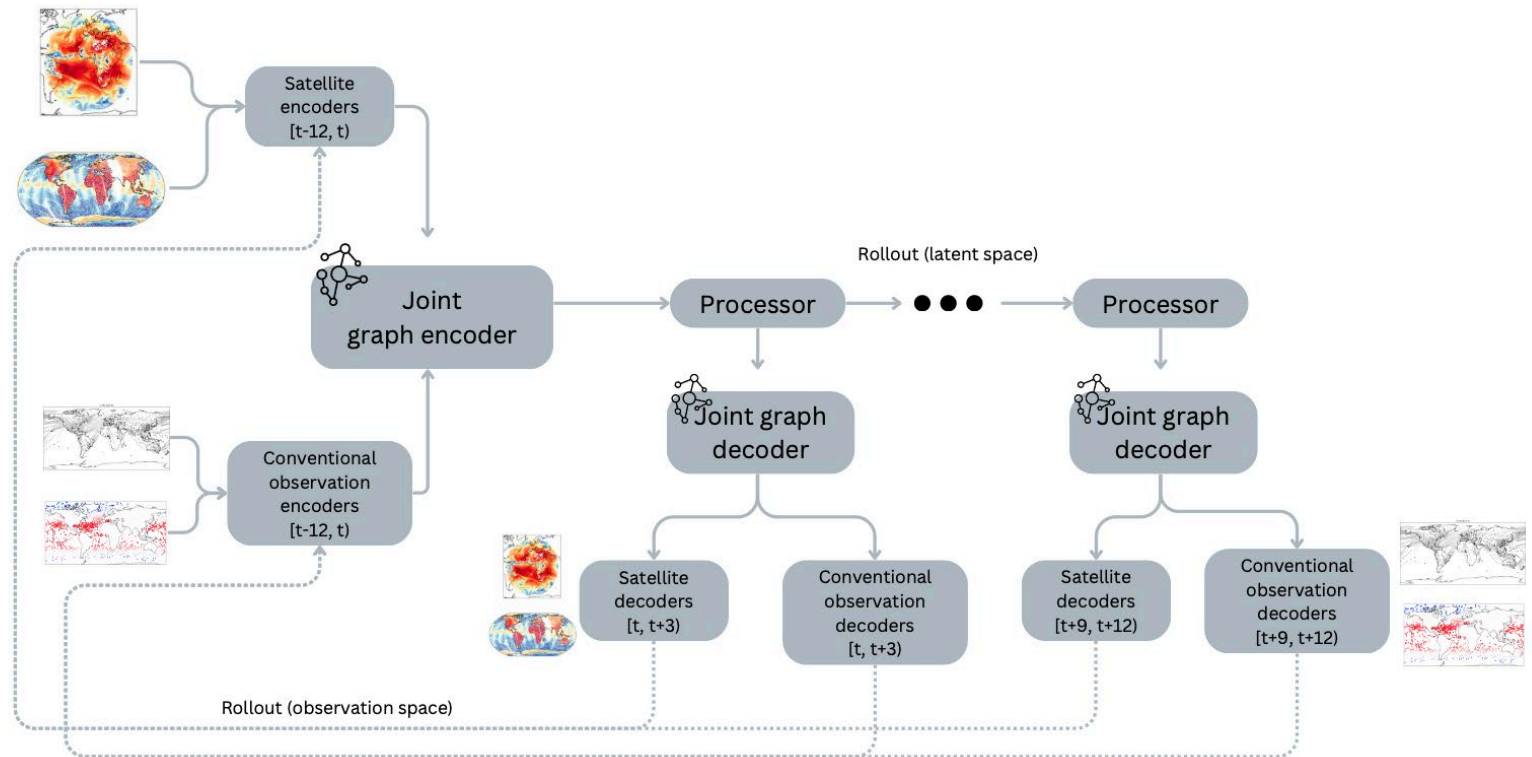 Satellite
encoders
[t-12, t)
Rollout (latent space)
Joint
graph encoder
Processor
Processor
Joint graph
decoder
Joint graph
decoder
Conventional
observation
encoders
[t-12, t)
Satellite
decoders
[t, t+3)
Conventional
observation
decoders
[t, t+3)
Satellite
decoders
[t+9, t+12)
Conventional
observation
decoders
[t+9, t+12)
Rollout (observation space)